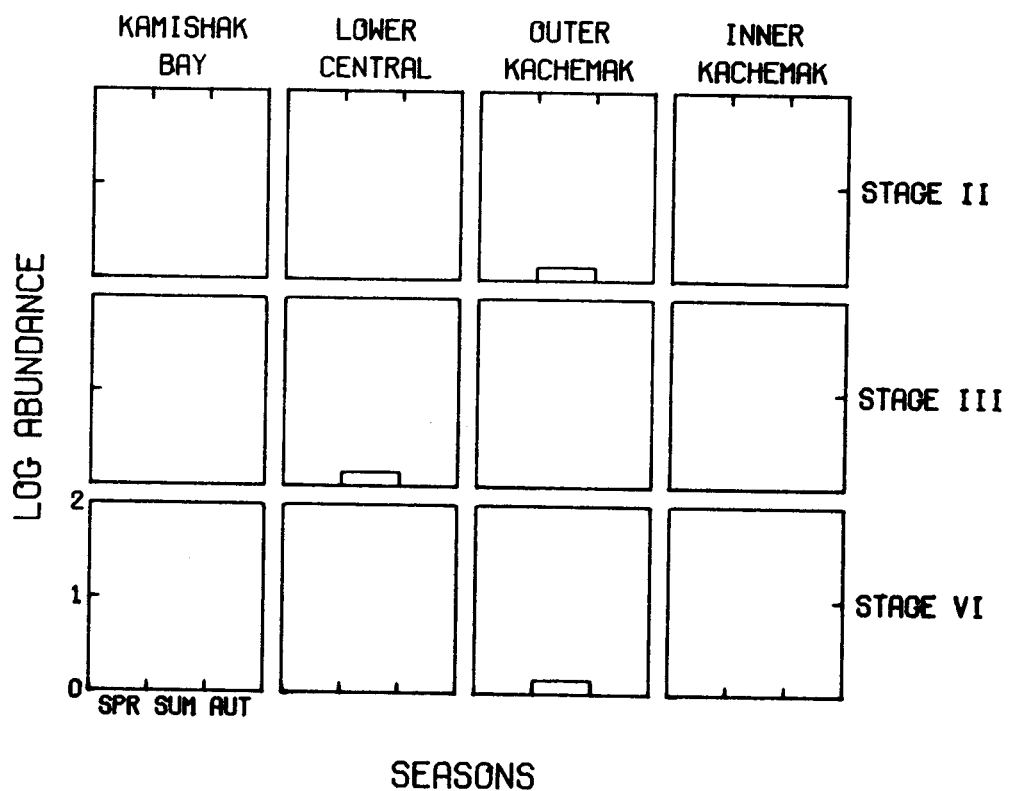 KAMISHAK
BAY
LOWER
CENTRAL
OUTER
KACHEMAK
INNER
KACHEMAK
STAGE II
STAGE III
STAGE VI
LOG ABUNDANCE
2
1
0
SPR SUM AUT
SEASONS